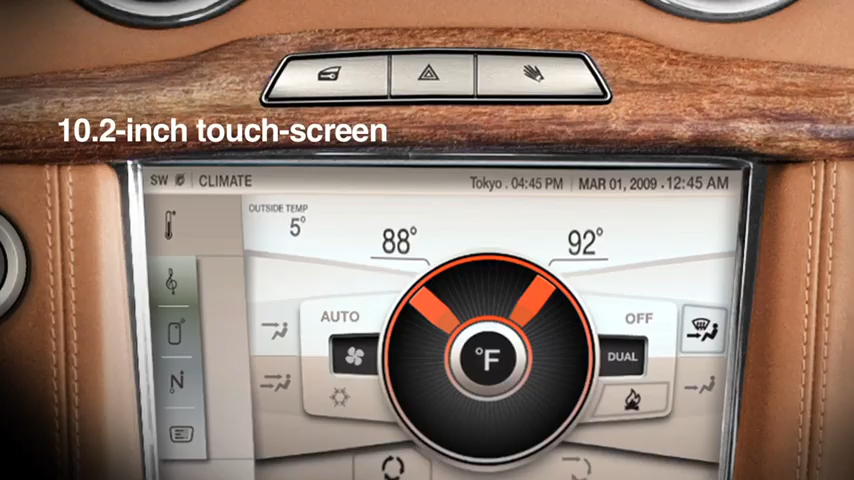 10.2-inch touch-screen
SW CLIMATE
Tokyo . 04:45 PM MAR 01, 2009 . 12:45 AM
OUTSIDE TEMP
5°
88° 92°
AUTO OFF
°F
DUAL
N